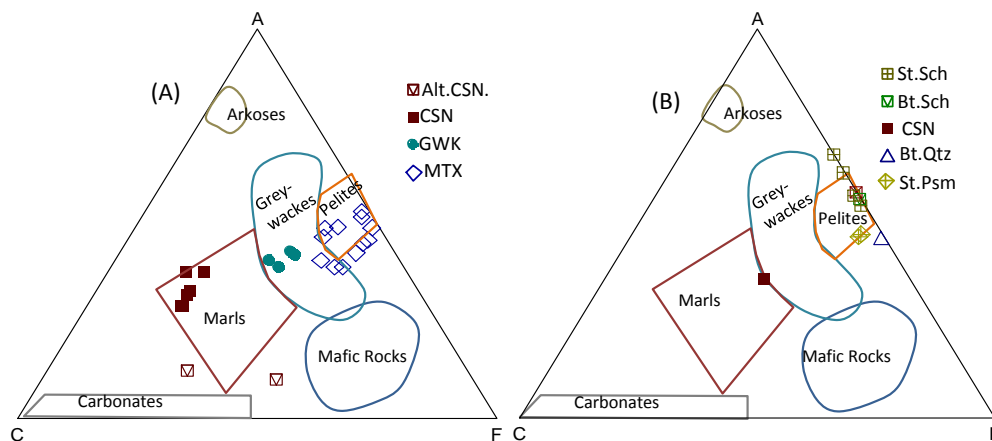 A
(A)
Arkoses
Alt.CSN.
CSN
GWK
MTX
Grey-
wackes
Pelites
Marls
Mafic Rocks
Carbonates
C
F
A
(B)
Arkoses
St.Sch
Bt.Sch
CSN
Bt.Qtz
St.Psm
Grey-
wackes
Pelites
Marls
Mafic Rocks
Carbonates
C